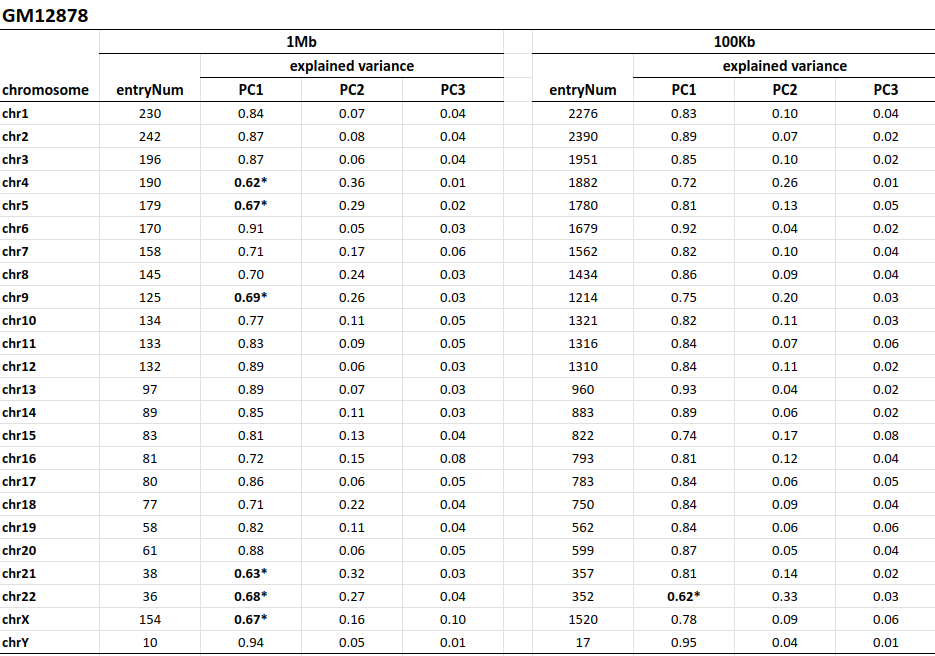 GM12878
1Mb 100Kb
explained variance explained variance
chromosome entryNum PC1 PC2 PC3 entryNum PC1 PC2 PC3
chr1 230 0.84 0.07 0.04 2276 0.83 0.10 0.04
chr2 242 0.87 0.08 0.04 2390 0.89 0.07 0.02
chr3 196 0.87 0.06 0.04 1951 0.85 0.10 0.02
chr4 190 0.62* 0.36 0.01 1882 0.72 0.26 0.01
chr5 179 0.67* 0.29 0.02 1780 0.81 0.13 0.05
chr6 170 0.91 0.05 0.03 1679 0.92 0.04 0.02
chr7 158 0.71 0.17 0.06 1562 0.82 0.10 0.04
chr8 145 0.70 0.24 0.03 1434 0.86 0.09 0.04
chr9 125 0.69* 0.26 0.03 1214 0.75 0.20 0.03
chr10 134 0.77 0.11 0.05 1321 0.82 0.11 0.03
chr11 133 0.83 0.09 0.05 1316 0.84 0.07 0.06
chr12 132 0.89 0.06 0.03 1310 0.84 0.11 0.02
chr13 97 0.89 0.07 0.03 960 0.93 0.04 0.02
chr14 89 0.85 0.11 0.03 883 0.89 0.06 0.02
chr15 83 0.81 0.13 0.04 822 0.74 0.17 0.08
chr16 81 0.72 0.15 0.08 793 0.81 0.12 0.04
chr17 80 0.86 0.06 0.05 783 0.84 0.06 0.05
chr18 77 0.71 0.22 0.04 750 0.84 0.09 0.04
chr19 58 0.82 0.11 0.04 562 0.84 0.06 0.06
chr20 61 0.88 0.06 0.05 599 0.87 0.05 0.04
chr21 38 0.63* 0.32 0.03 357 0.81 0.14 0.02
chr22 36 0.68* 0.27 0.04 352 0.62* 0.33 0.03
chrX 154 0.67* 0.16 0.10 1520 0.78 0.09 0.06
chrY 10 0.94 0.05 0.01 17 0.95 0.04 0.01